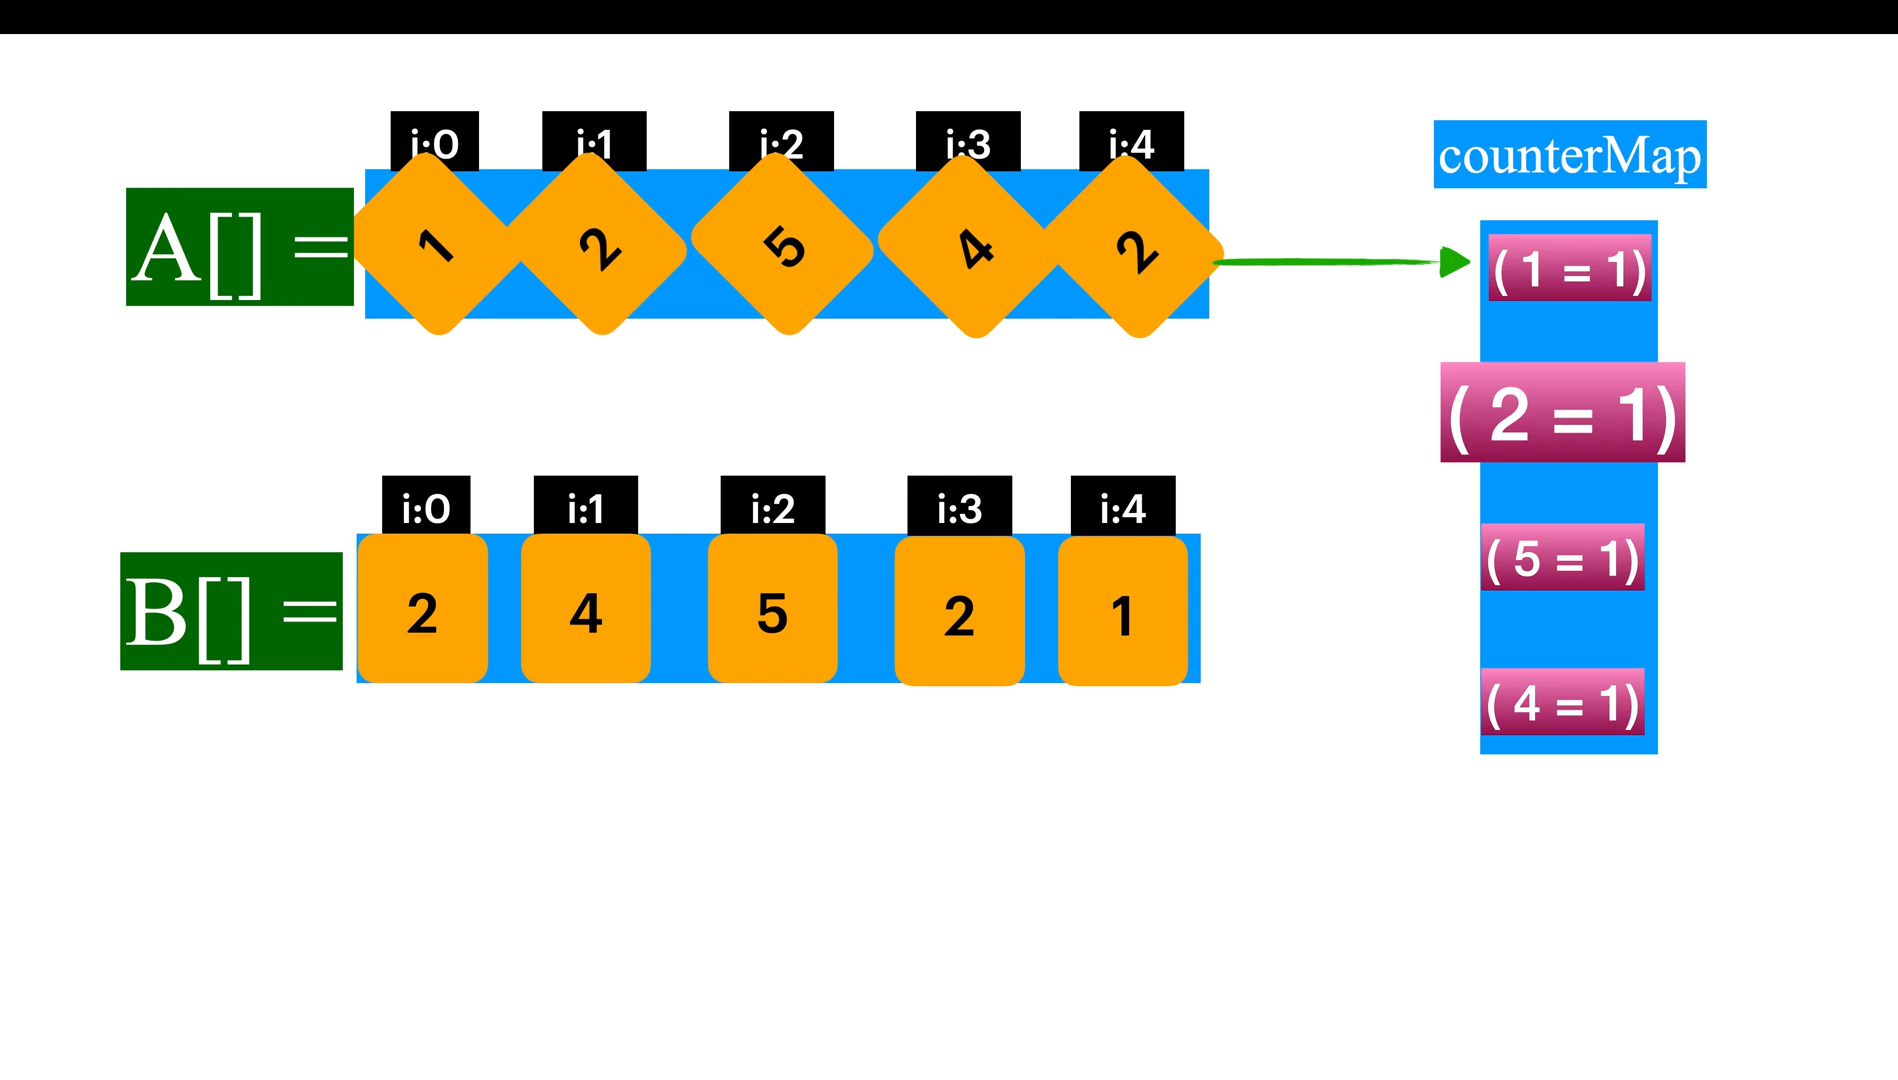 i:0 i:1 i:2 i:3 i:4
A[] = 1 2 5 4 2
i:0 i:1 i:2 i:3 i:4
B[] = 2 4 5 2 1
counterMap
( 1 = 1)
( 2 = 1)
( 5 = 1)
( 4 = 1)